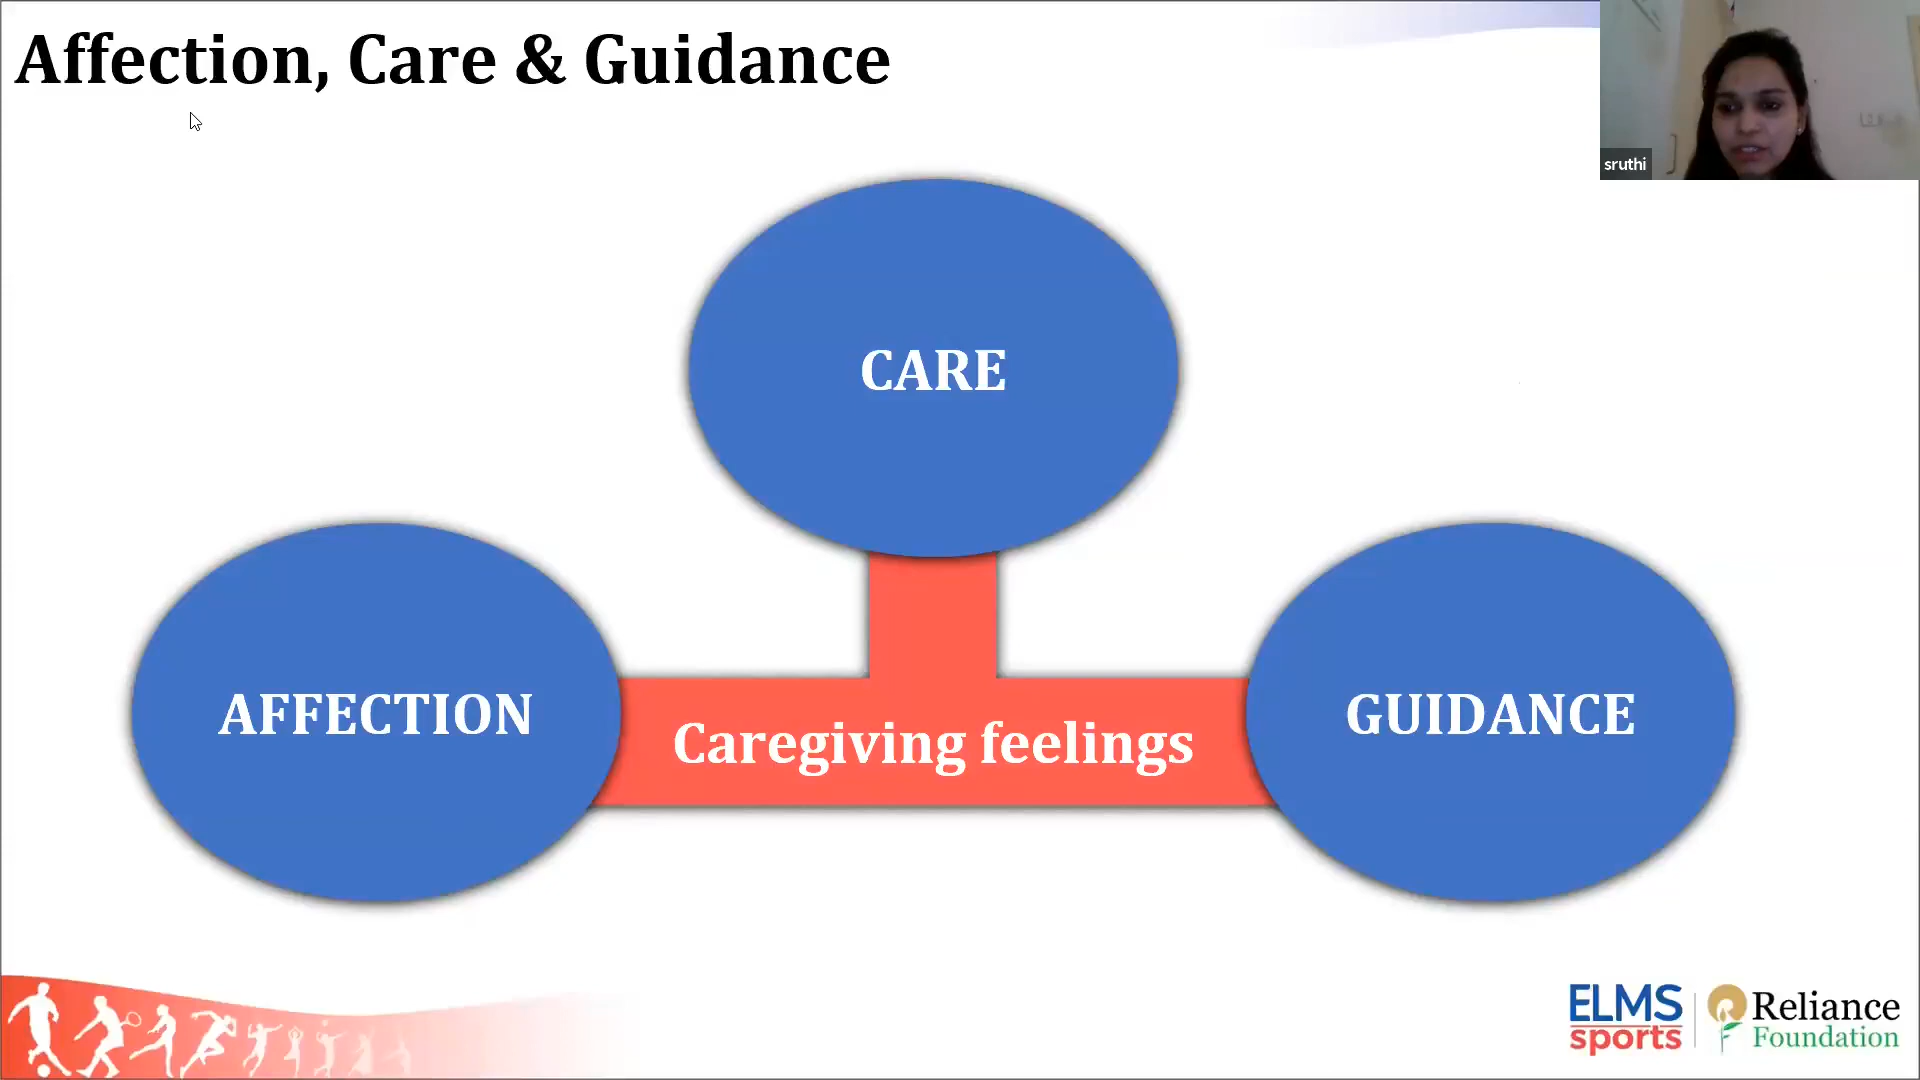 Affection, Care & Guidance
sruthi
CARE
AFFECTION
Caregiving feelings
GUIDANCE
ELMS
sports
Reliance
Foundation